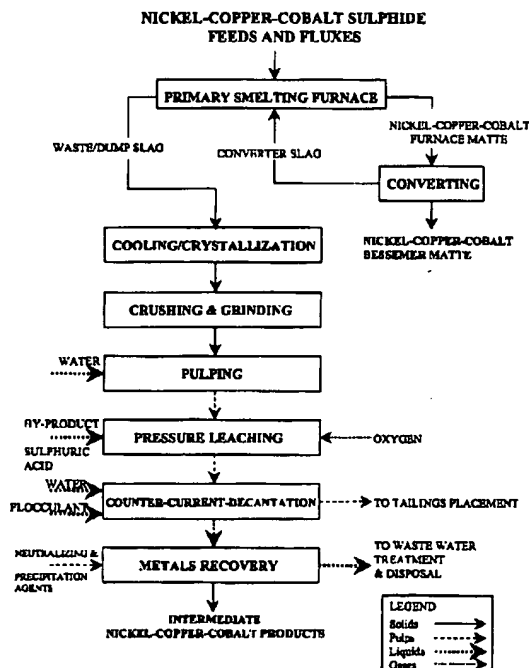 NICKEL-COPPER-COBALT SULPHIDE
FEEDS AND FLUXES
PRIMARY SMELTING FURNACE
NICKEL-COPPER-COBALT
FURNACE MATTE
WASTE/DUMP SLAG
CONVERTER SLAG
CONVERTING
COOLING/CRYSTALLIZATION
NICKEL-COPPER-COBALT
BESSEMER MATTE
CRUSHING & GRINDING
WATER
PULPING
BY-PRODUCT
SULPHURIC
ACID
PRESSURE LEACHING
OXYGEN
WATER
FLOCCULANT
COUNTER-CURRENT-DECANTATION
TO TAILINGS PLACEMENT
NEUTRALIZING &
PRECIPITATION
AGENTS
METALS RECOVERY
TO WASTE WATER
TREATMENT
& DISPOSAL
INTERMEDIATE
NICKEL-COPPER-COBALT PRODUCTS
LEGEND
Solids
Pulps
Liquids
Gases